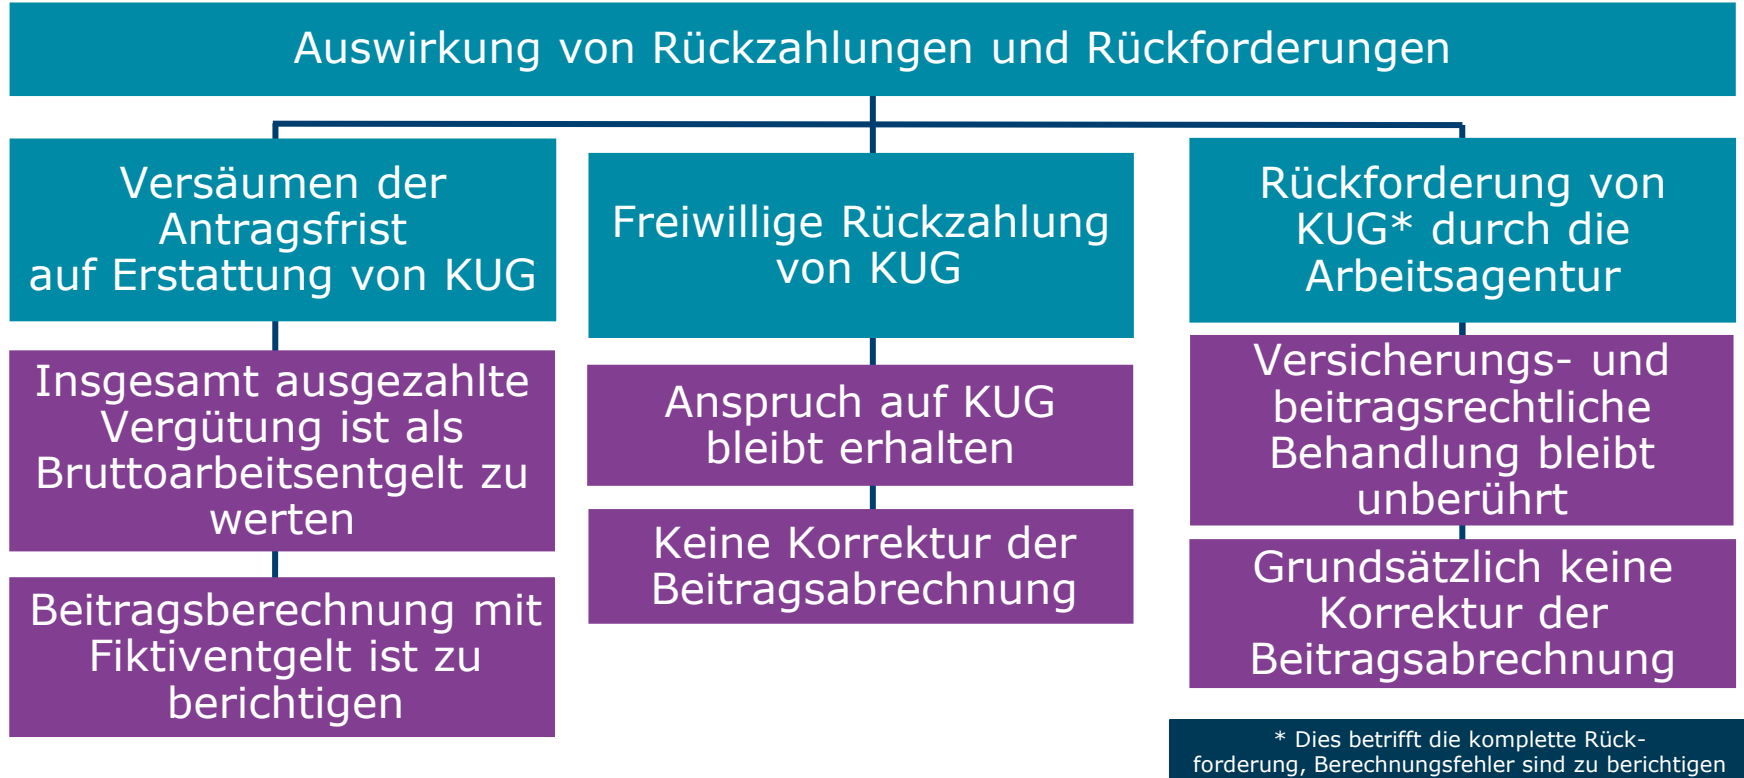 Auswirkung von Rückzahlungen und Rückforderungen
Versäumen der
Antragsfrist
auf Erstattung von KUG
Insgesamt ausgezahlte
Vergütung ist als
Bruttoarbeitsentgelt zu
werten
Beitragsberechnung mit
Fiktiventgelt ist zu
berichtigen
Freiwillige Rückzahlung
von KUG
Anspruch auf KUG
bleibt erhalten
Keine Korrektur der
Beitragsabrechnung
Rückforderung von
KUG* durch die
Arbeitsagentur
Versicherungs- und
beitragsrechtliche
Behandlung bleibt
unberührt
Grundsätzlich keine
Korrektur der
Beitragsabrechnung
* Dies betrifft die komplette Rück-
forderung, Berechnungsfehler sind zu berichtigen